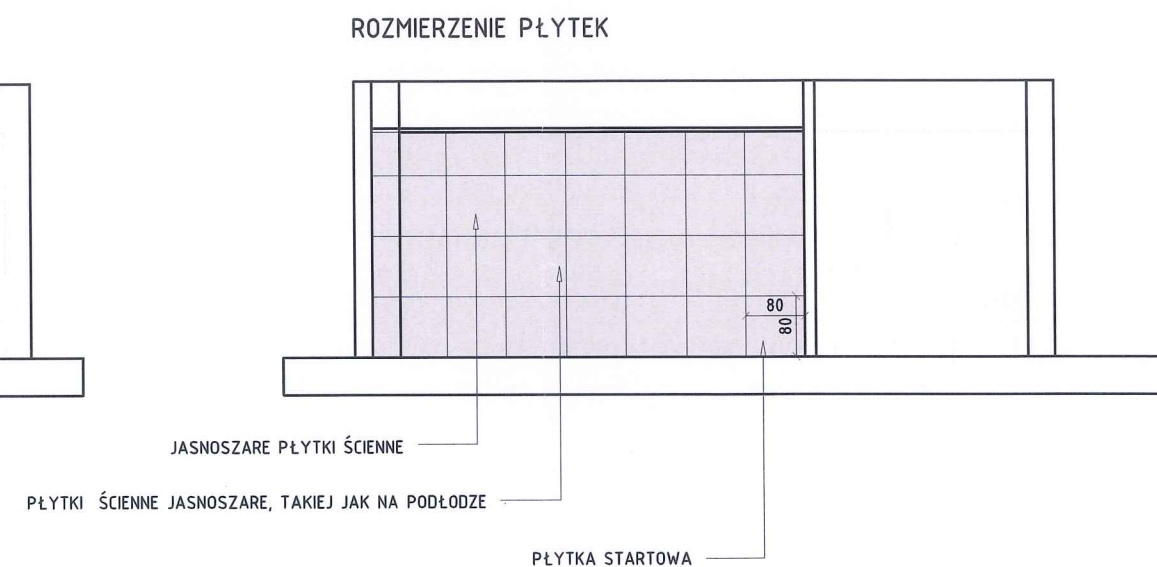 ROZMIERZENIE PŁYTEK
80
80
JASNOSZARE PŁYTKI ŚCIENNE
PŁYTKI ŚCIENNE JASNOSZARE, TAKIEJ JAK NA PODŁODZE
PŁYTKA STARTOWA